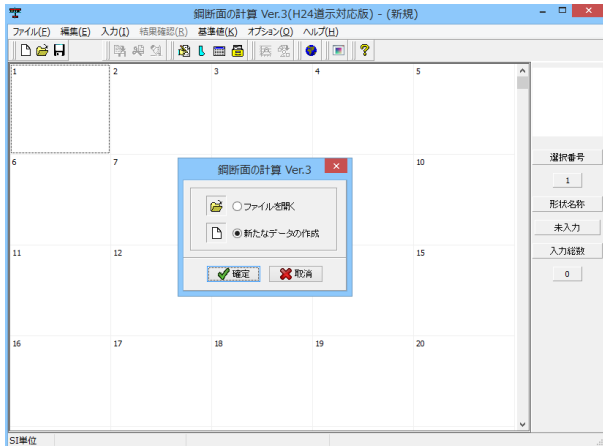 鋼断面の計算 Ver.3(H24道示対応版) - (新規)
ファイル(F) 編集(E) 入力(I) 結果確認(R) 基準値(K) オプション(O) ヘルプ(H)
1 2 3 4 5
6 7 10
鋼断面の計算 Ver.3
ファイルを開く
新たなデータの作成
確定 取消
11 12 15
16 17 18 19 20
選択番号
1
形状名称
未入力
入力総数
0
SI単位